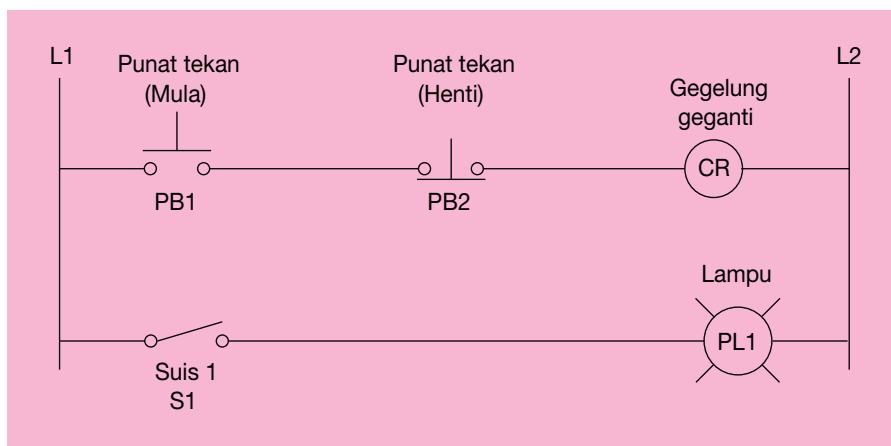 L1
Punat tekan
(Mula)
Punat tekan
(Henti)
Gegelung
geganti
L2
PB1
PB2
CR
Lampu
Suis 1
S1
PL1